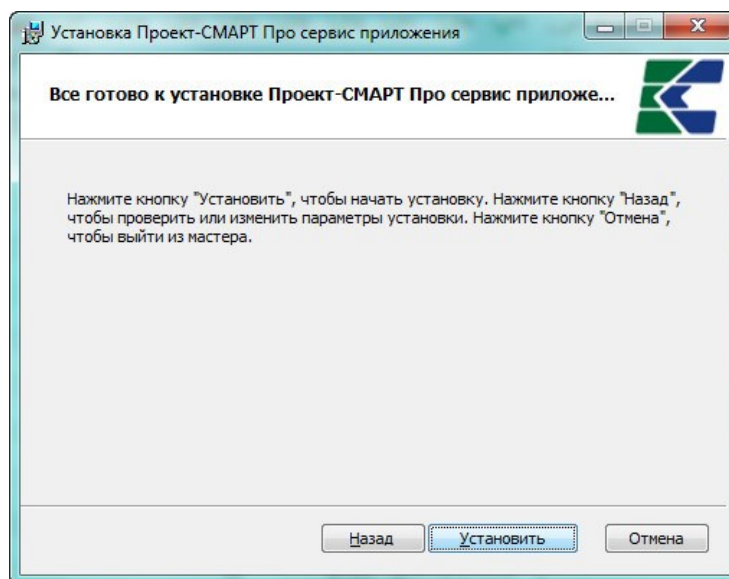 Установка Проект-СМАРТ Про сервис приложения
Все готово к установке Проект-СМАРТ Про сервис приложе...
Нажмите кнопку "Установить", чтобы начать установку. Нажмите кнопку "Назад",
чтобы проверить или изменить параметры установки. Нажмите кнопку "Отмена",
чтобы выйти из мастера.
Назад Установить Отмена